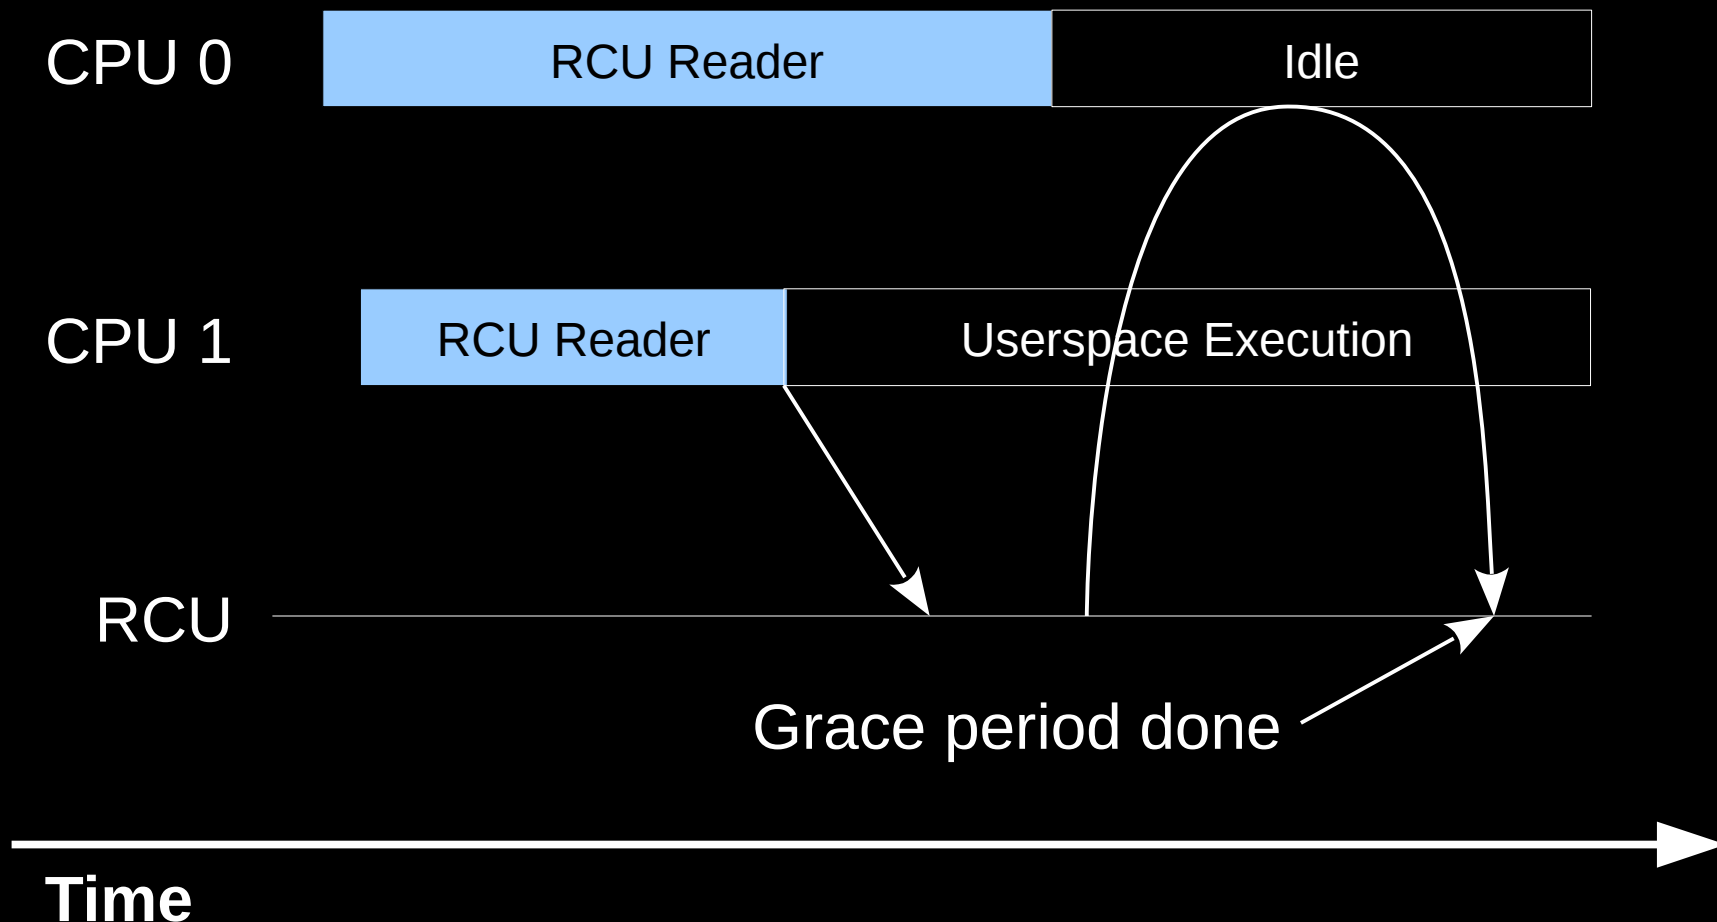 CPU 0
RCU Reader
Idle
CPU 1
RCU Reader
Userspace Execution
RCU
Grace period done
Time